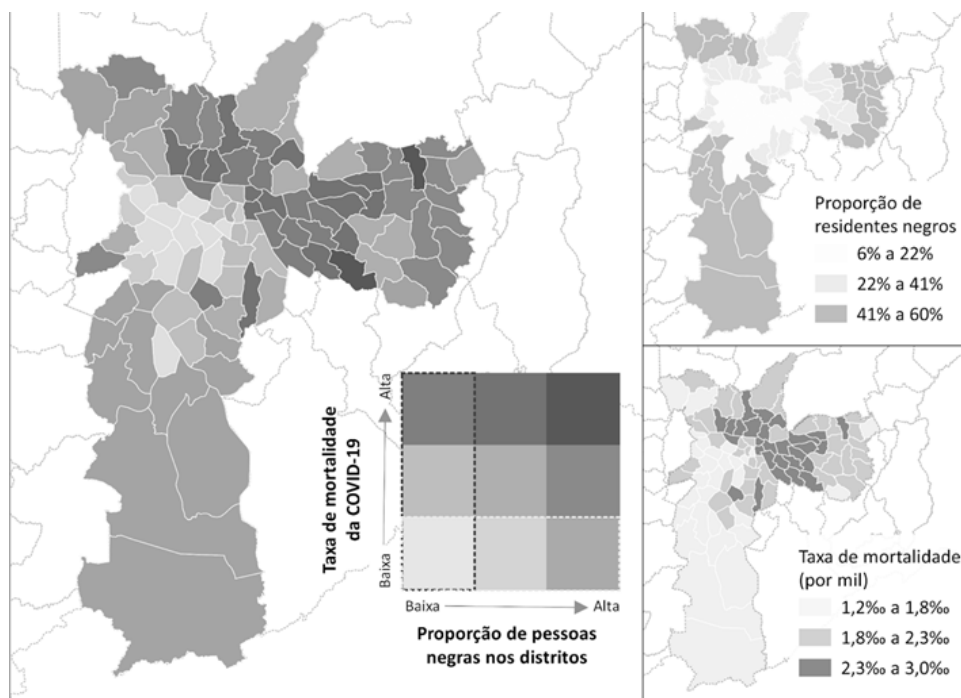 Taxa de mortalidade
da COVID-19
Alta
Baixa
Baixa
Alta
Proporção de pessoas
negras nos distritos
Proporção de
residentes negros
6% a 22%
22% a 41%
41% a 60%
Taxa de mortalidade
(por mil)
1,2‰ a 1,8‰
1,8‰ a 2,3‰
2,3‰ a 3,0‰